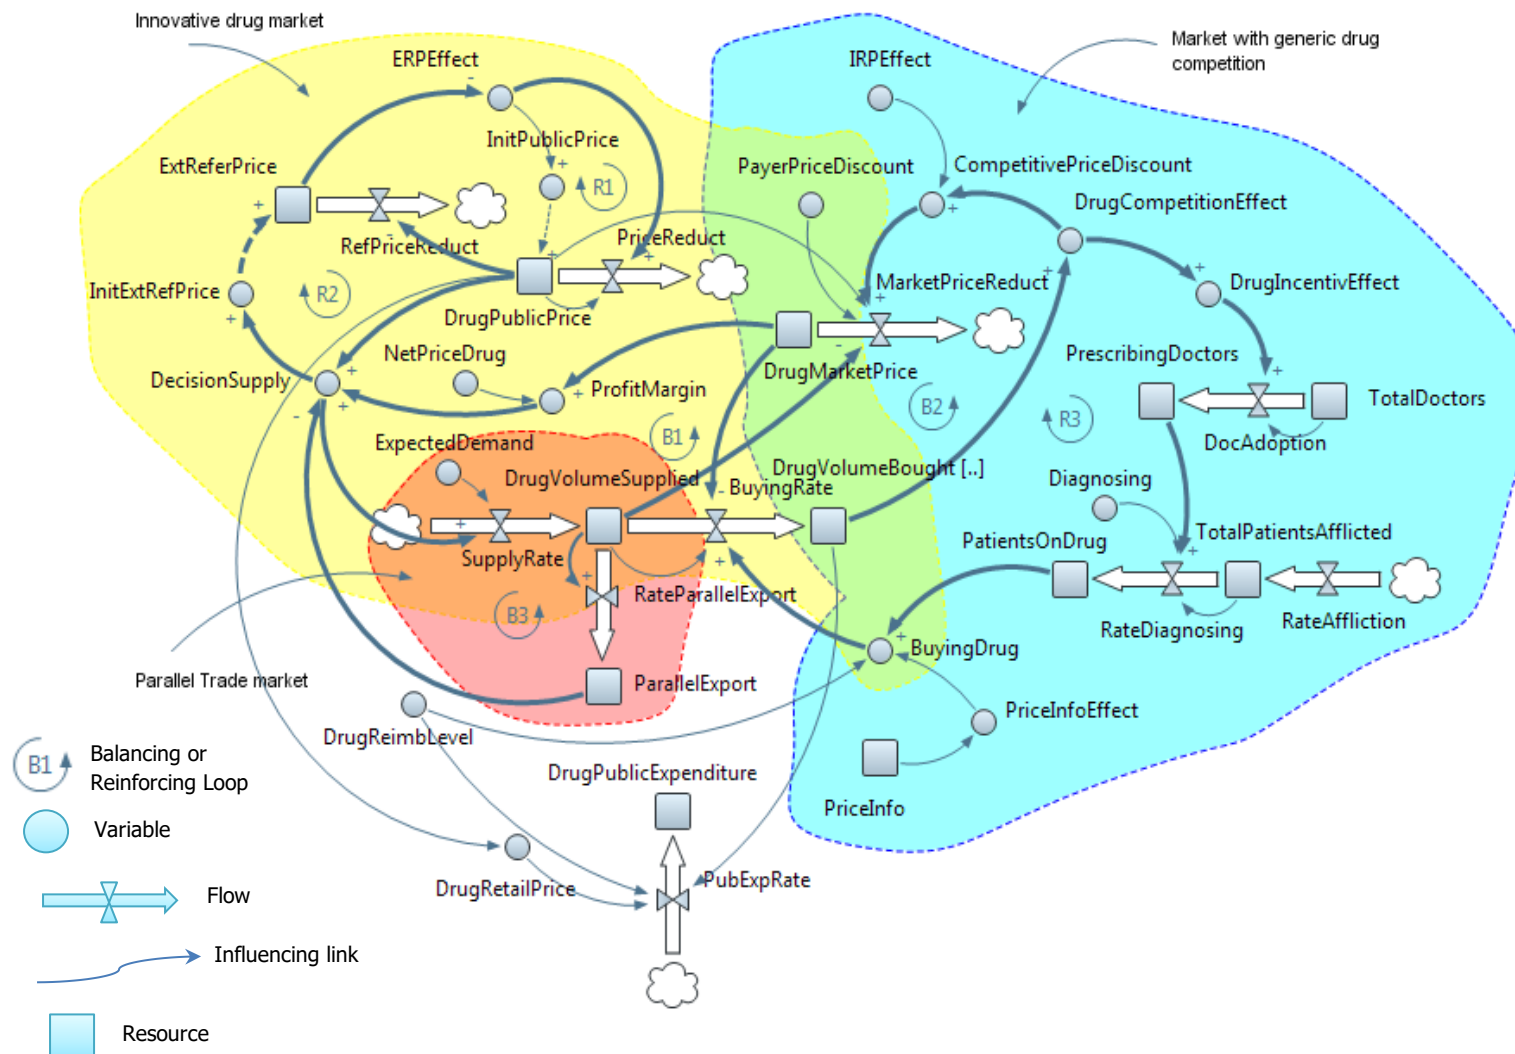 Innovative drug market
Market with generic drug
competition
ERPEffect
IRPEffect
InitPublicPrice
ExtReferPrice
PayerPriceDiscount
CompetitivePriceDiscount
R1
DrugCompetitionEffect
RefPriceReduct
PriceReduct
InitExtRefPrice
R2
MarketPriceReduct
DrugIncentivEffect
DrugPublicPrice
NetPriceDrug
PrescribingDoctors
DecisionSupply
ProfitMargin
DrugMarketPrice
TotalDoctors
B2
R3
ExpectedDemand
B1
DocAdoption
DrugVolumeSupplied
DrugVolumeBought [..]
BuyingRate
Diagnosing
SupplyRate
PatientsOnDrug
TotalPatientsAfflicted
RateParallelExport
B3
RateDiagnosing
RateAffliction
BuyingDrug
Parallel Trade market
ParallelExport
PriceInfoEffect
DrugReimbLevel
B1
Balancing or
Reinforcing Loop
DrugPublicExpenditure
PriceInfo
Variable
DrugRetailPrice
PubExpRate
Flow
Influencing link
Resource